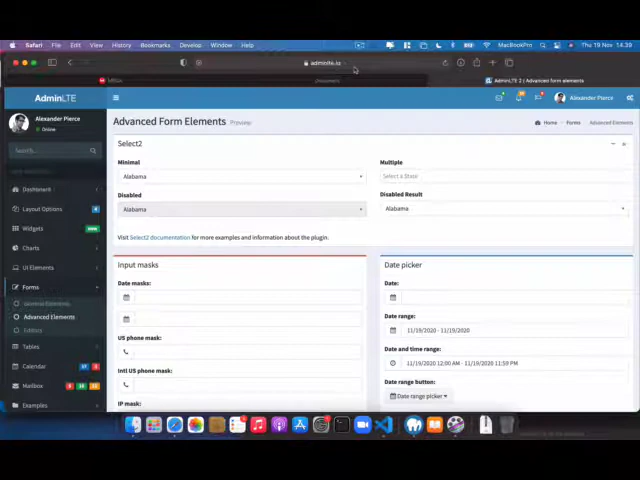 Safari File Edit View History Bookmarks Develop Window Help MacBookPro Thu 19 Nov 14.39
adminlte.io
Document AdminLTE 2 | Advanced form elements
AdminLTE Alexander Pierce
Alexander Pierce
Online
Search...
Dashboard
Layout Options 4
Widgets
Charts
UI Elements
Forms
General Elements
Advanced Elements
Editors
Tables
Calendar 17 3
Mailbox
Examples
Advanced Form Elements Preview
Home Forms Advanced Elements
Select2
Minimal
Alabama
Disabled
Alabama
Multiple
Select a State
Disabled Result
Alabama
Visit Select2 documentation for more examples and information about the plugin.
Input masks
Date masks:
US phone mask:
Intl US phone mask:
IP mask:
Date picker
Date:
Date range:
11/19/2020 - 11/19/2020
Date and time range:
11/19/2020 12:00 AM - 11/19/2020 11:59 PM
Date range button:
Date range picker